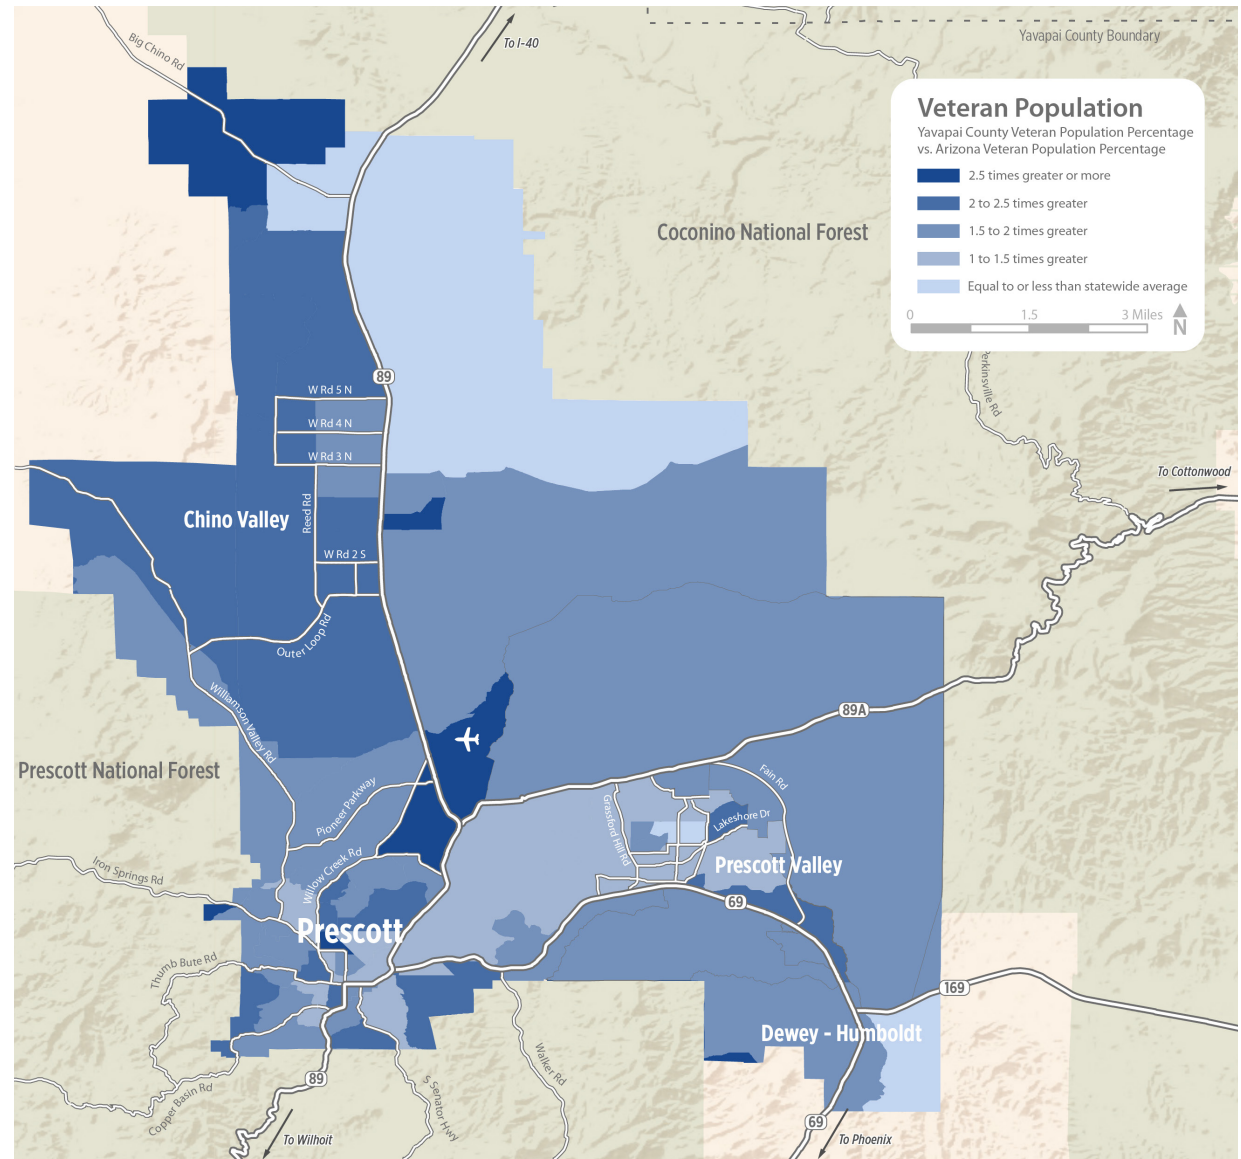 To I-40
Yavapai County Boundary
Big Chino Rd
Veteran Population
Yavapai County Veteran Population Percentage
vs. Arizona Veteran Population Percentage
2.5 times greater or more
2 to 2.5 times greater
1.5 to 2 times greater
1 to 1.5 times greater
Equal to or less than statewide average
0 1.5 3 Miles
N
Coconino National Forest
Perkinsville Rd
89
W Rd 5 N
W Rd 4 N
W Rd 3 N
To Cottonwood
Chino Valley
Reed Rd
W Rd 2 S
Outer Loop Rd
Williamson Valley Rd
89A
Prescott National Forest
Pioneer Parkway
Fain Rd
Grassford Hill Rd
Lakeshore Dr
Iron Springs Rd
Willow Creek Rd
Prescott Valley
69
Prescott
Thumb Bute Rd
169
Dewey - Humboldt
Walker Rd
89
Copper Basin Rd
S Senator Hwy
69
To Wilhoit
To Phoenix